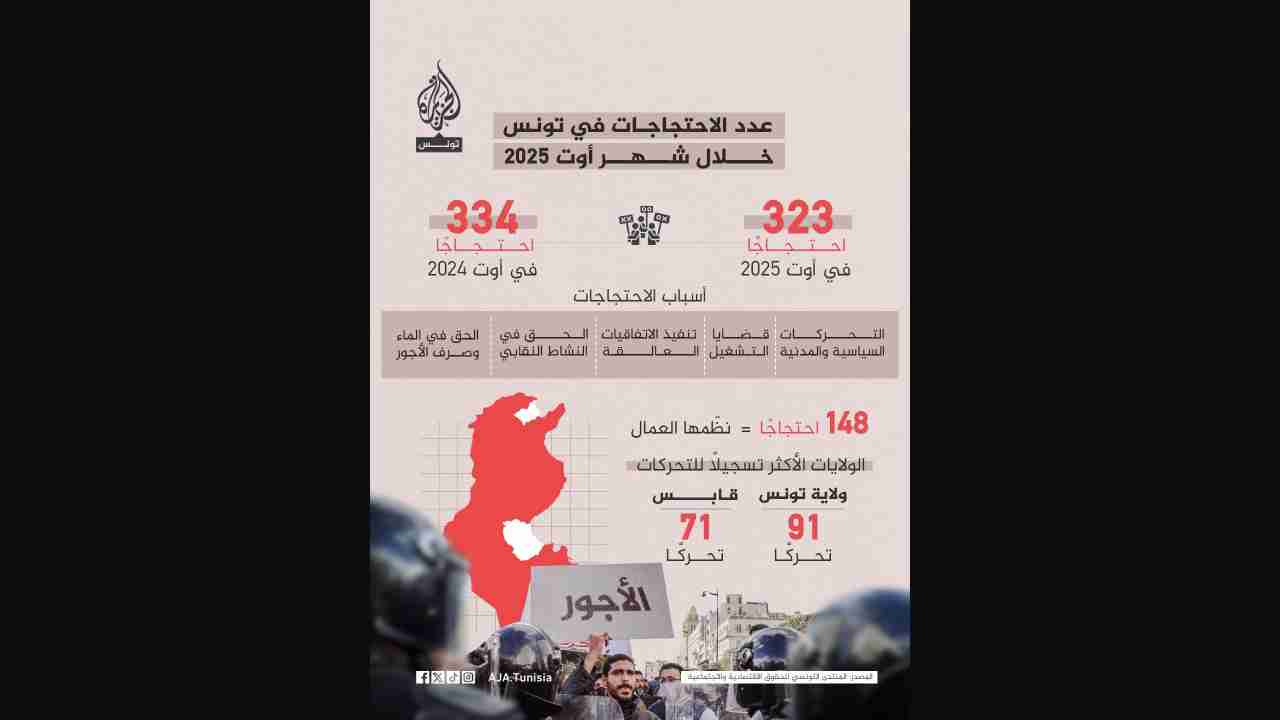 الجزيرة
تونس
عدد الاحتجاجات في تونس
خلال شهر أوت 2025
323
احتجاجًا
في أوت 2025
334
احتجاجًا
في أوت 2024
أسباب الاحتجاجات
التحركات
السياسية والمدنية
قضايا
التشغيل
تنفيذ الاتفاقيات
العالقة
الحق في
النشاط النقابي
الحق في الماء
وصرف الأجور
148 احتجاجًا = نظّمها العمال
الولايات الأكثر تسجيلاً للتحركات
ولاية تونس
91
تحركًا
قابس
71
تحركًا
الأجور
AJA.Tunisia
المصدر: المنتدى التونسي للحقوق الاقتصادية والاجتماعية